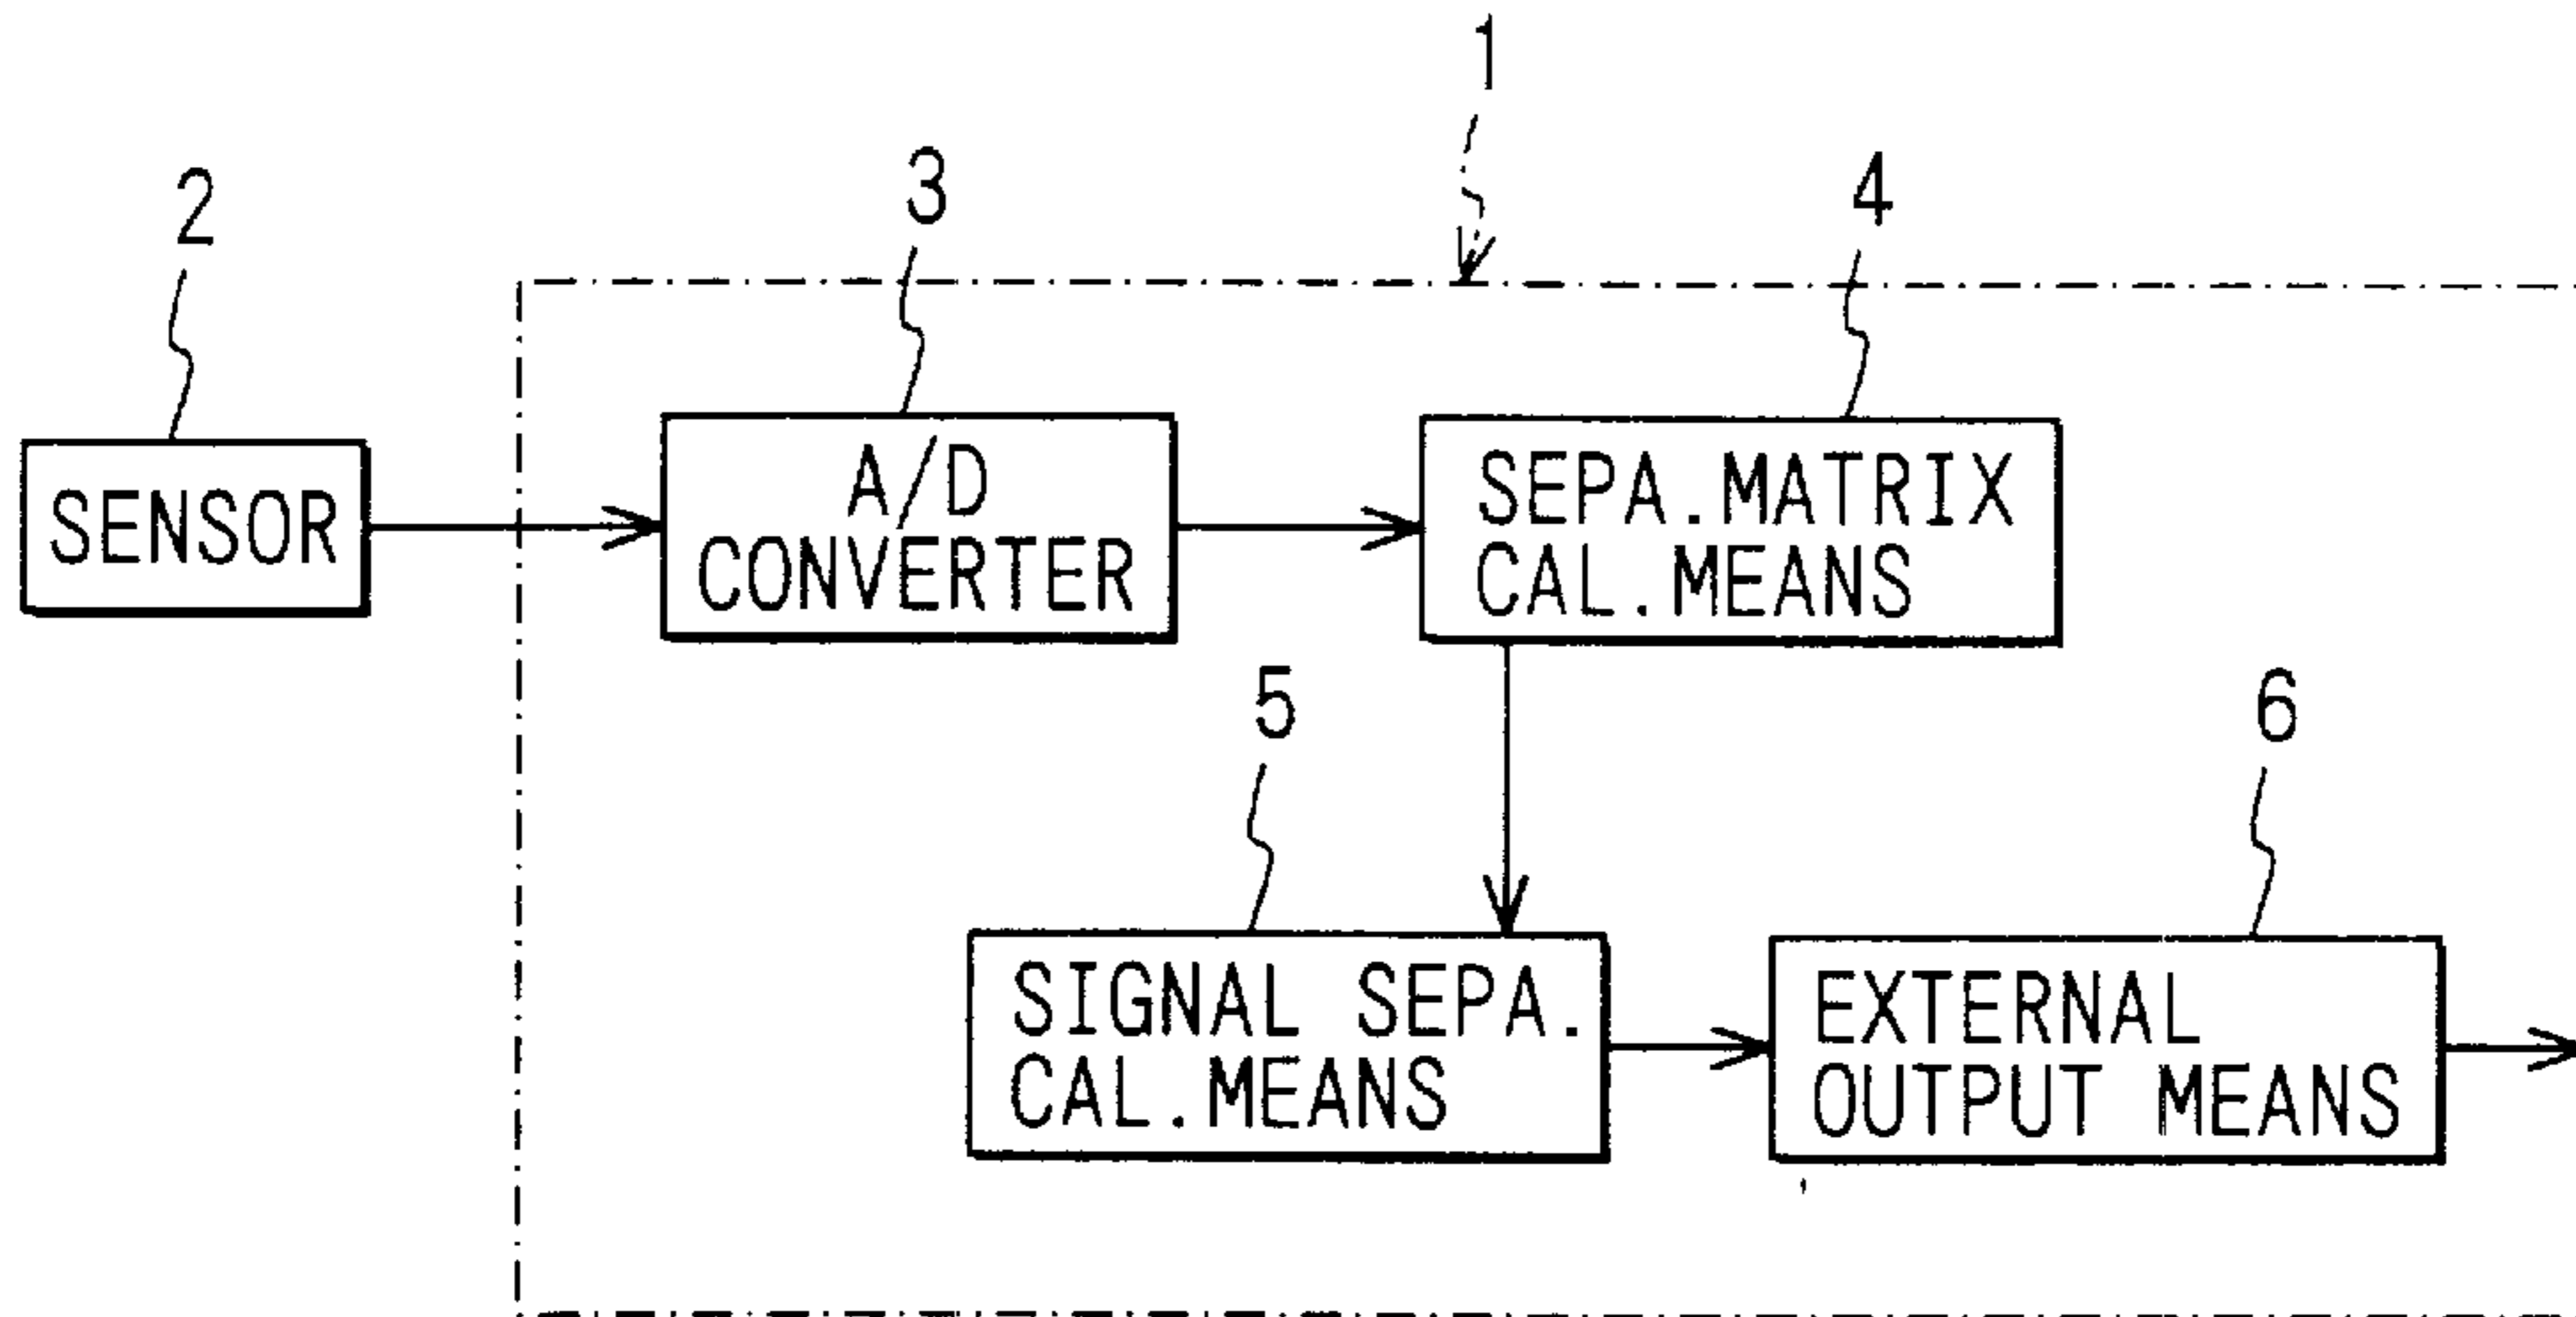 1
2
3
4
SENSOR
A/D
CONVERTER
SEPA.MATRIX
CAL.MEANS
5
6
SIGNAL SEPA.
CAL.MEANS
EXTERNAL
OUTPUT MEANS